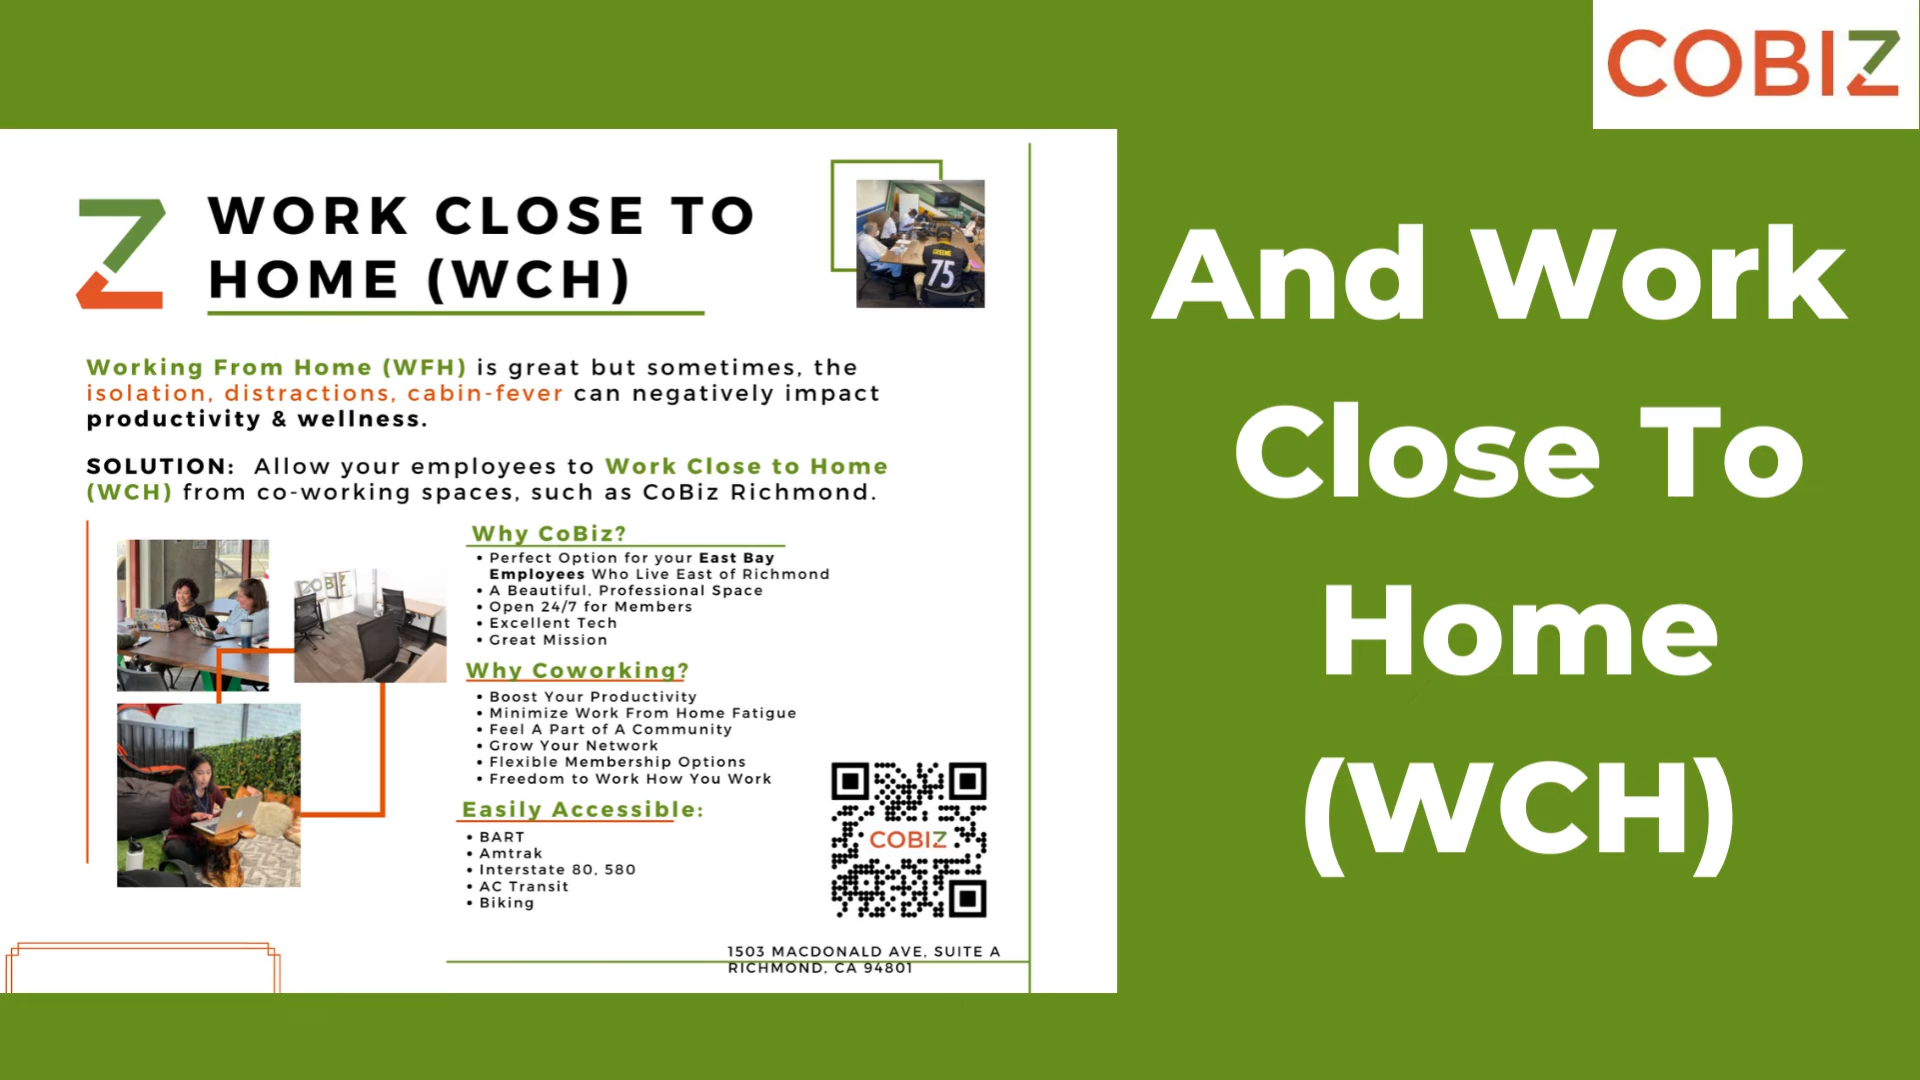 COBIZ
WORK CLOSE TO
HOME (WCH)
GREENE
75
Working From Home (WFH) is great but sometimes, the
isolation, distractions, cabin-fever can negatively impact
productivity & wellness.
SOLUTION: Allow your employees to Work Close to Home
(WCH) from co-working spaces, such as CoBiz Richmond.
COBIZ
Why CoBiz?
• Perfect Option for your East Bay
Employees Who Live East of Richmond
• A Beautiful, Professional Space
• Open 24/7 for Members
• Excellent Tech
• Great Mission
Why Coworking?
• Boost Your Productivity
• Minimize Work From Home Fatigue
• Feel A Part of A Community
• Grow Your Network
• Flexible Membership Options
• Freedom to Work How You Work
Easily Accessible:
• BART
• Amtrak
• Interstate 80, 580
• AC Transit
• Biking
COBIZ
1503 MACDONALD AVE, SUITE A
RICHMOND, CA 94801
And Work
Close To
Home
(WCH)